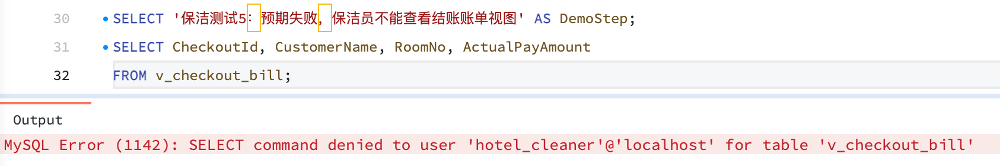 30 SELECT '保洁测试5：预期失败，保洁员不能查看结账账单视图' AS DemoStep;
31 SELECT CheckoutId, CustomerName, RoomNo, ActualPayAmount
32 FROM v_checkout_bill;
Output
MySQL Error (1142): SELECT command denied to user 'hotel_cleaner'@'localhost' for table 'v_checkout_bill'